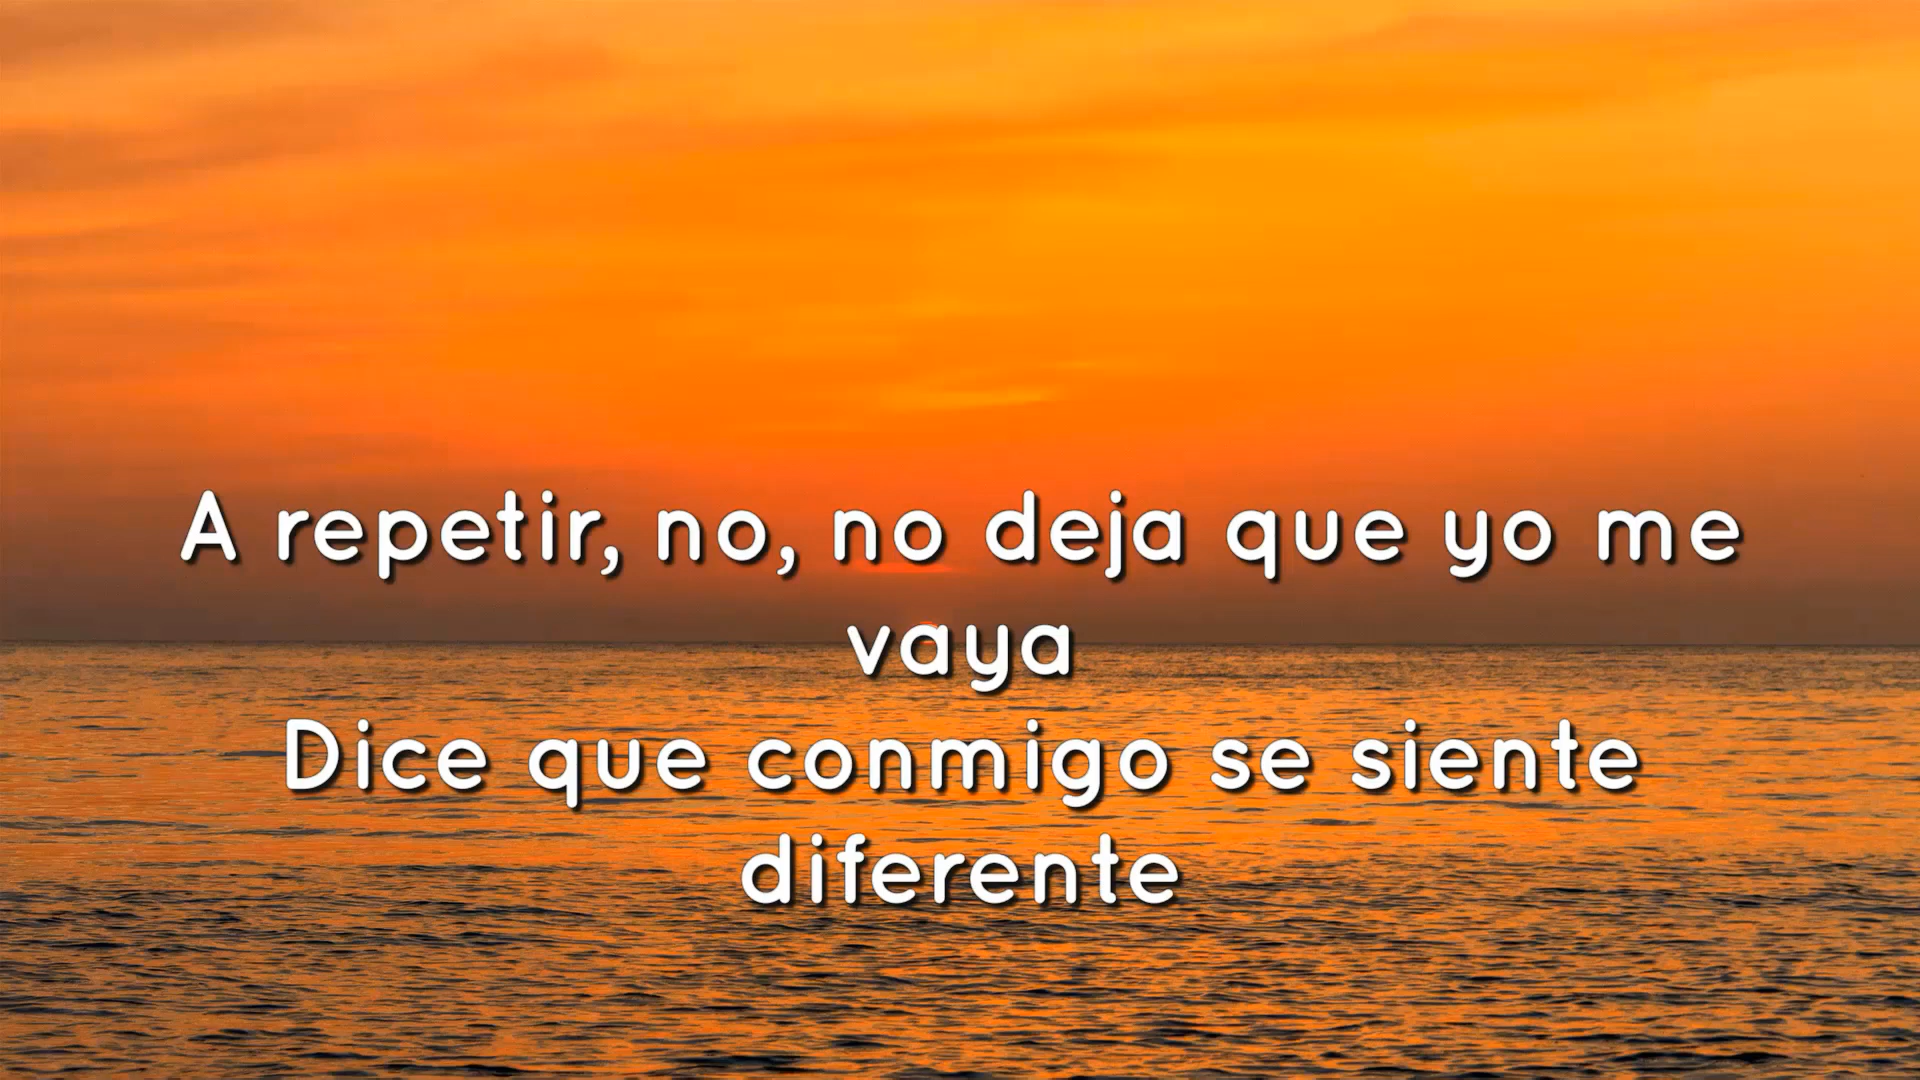 A repetir, no, no deja que yo me
vaya
Dice que conmigo se siente
diferente